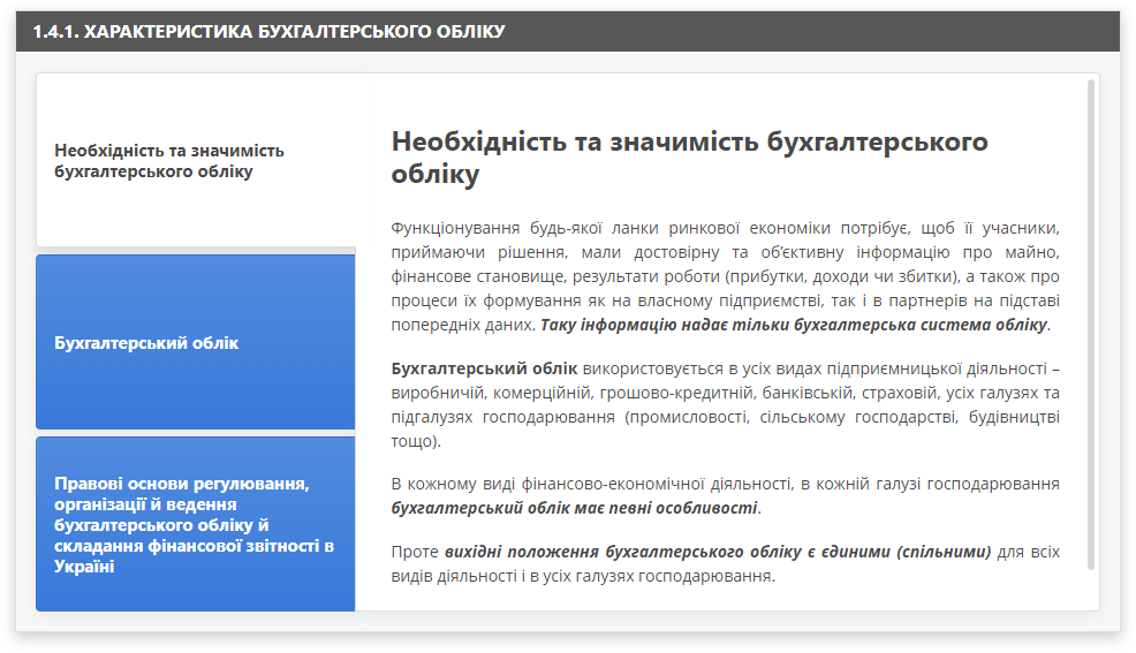 1.4.1. ХАРАКТЕРИСТИКА БУХГАЛТЕРСЬКОГО ОБЛІКУ
Необхідність та значимість
бухгалтерського обліку
Бухгалтерський облік
Правові основи регулювання,
організації й ведення
бухгалтерського обліку й
складання фінансової звітності в
Україні
Необхідність та значимість бухгалтерського
обліку
Функціонування будь-якої ланки ринкової економіки потрібує, щоб її учасники,
приймаючи рішення, мали достовірну та об’єктивну інформацію про майно,
фінансове становище, результати роботи (прибутки, доходи чи збитки), а також про
процеси їх формування як на власному підприємстві, так і в партнерів на підставі
попередніх даних. Таку інформацію надає тільки бухгалтерська система обліку.
Бухгалтерський облік використовується в усіх видах підприємницької діяльності –
виробничій, комерційній, грошово-кредитній, банківській, страховій, усіх галузях та
підгалузях господарювання (промисловості, сільському господарстві, будівництві
тощо).
В кожному виді фінансово-економічної діяльності, в кожній галузі господарювання
бухгалтерський облік має певні особливості.
Проте вихідні положення бухгалтерського обліку є єдиними (спільними) для всіх
видів діяльності і в усіх галузях господарювання.